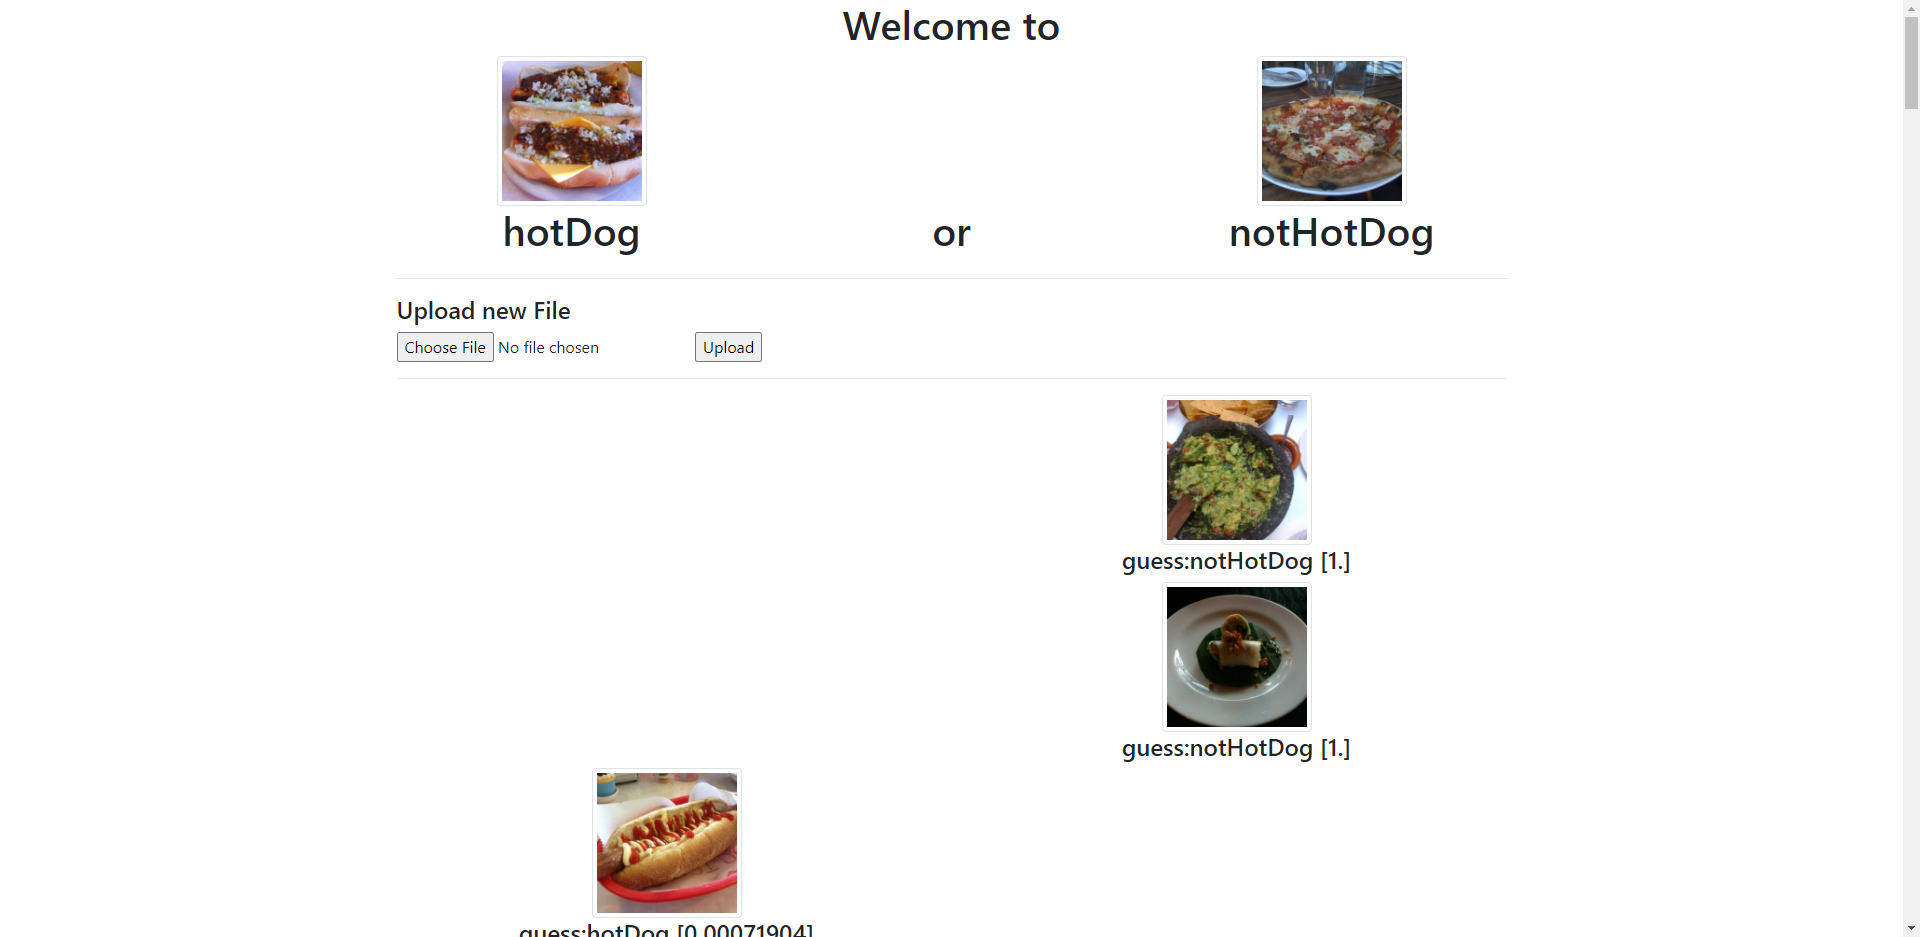 Welcome to
hotDog or notHotDog
Upload new File
Choose File No file chosen Upload
guess:notHotDog [1.]
guess:notHotDog [1.]
guess:hotDog [0.00071904]